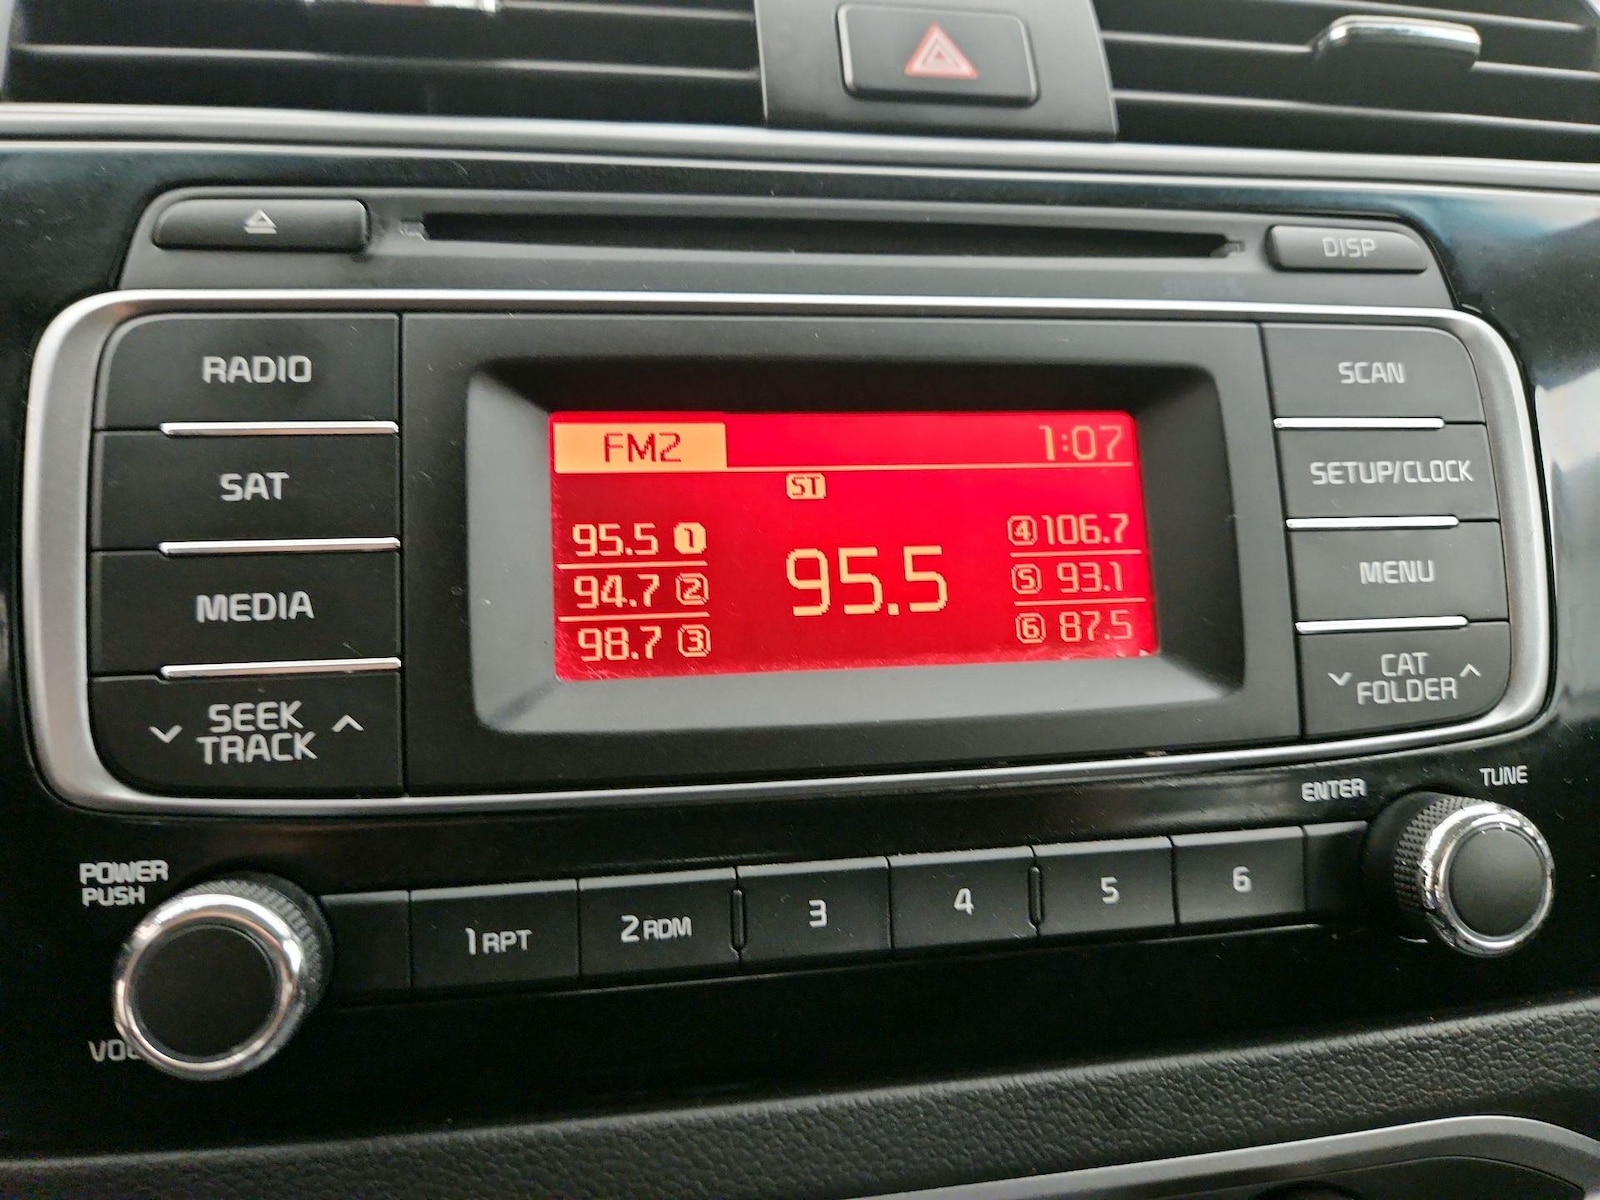 DISP
RADIO
SAT
MEDIA
SEEK
TRACK
FM2
1:07
ST
95.5 1
94.7 2
98.7 3
95.5
4 106.7
5 93.1
6 87.5
SCAN
SETUP/CLOCK
MENU
CAT
FOLDER
ENTER
TUNE
POWER
PUSH
1 RPT
2 RDM
3
4
5
6